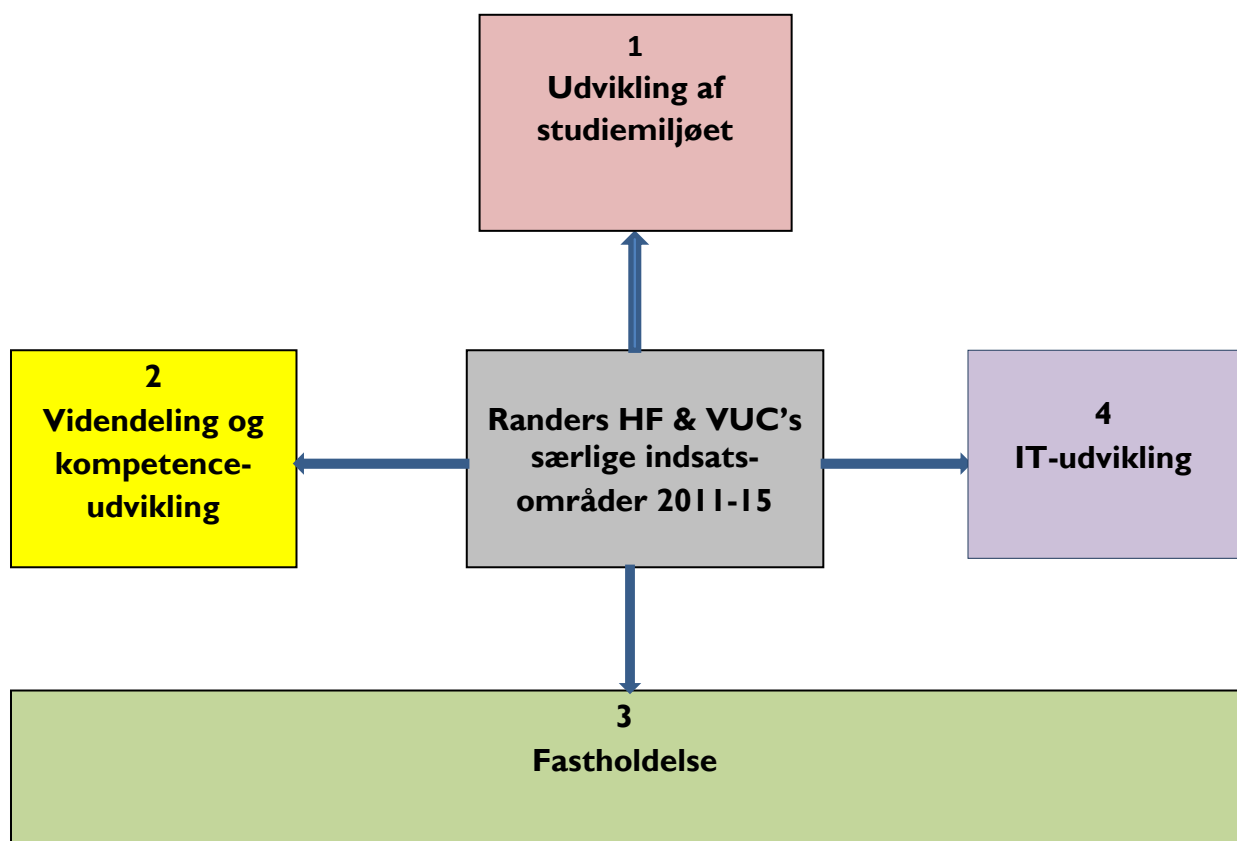 1
Udvikling af
studiemiljøet
2
Videndeling og
kompetence-
udvikling
Randers HF & VUC’s
særlige indsats-
områder 2011-15
4
IT-udvikling
3
Fastholdelse